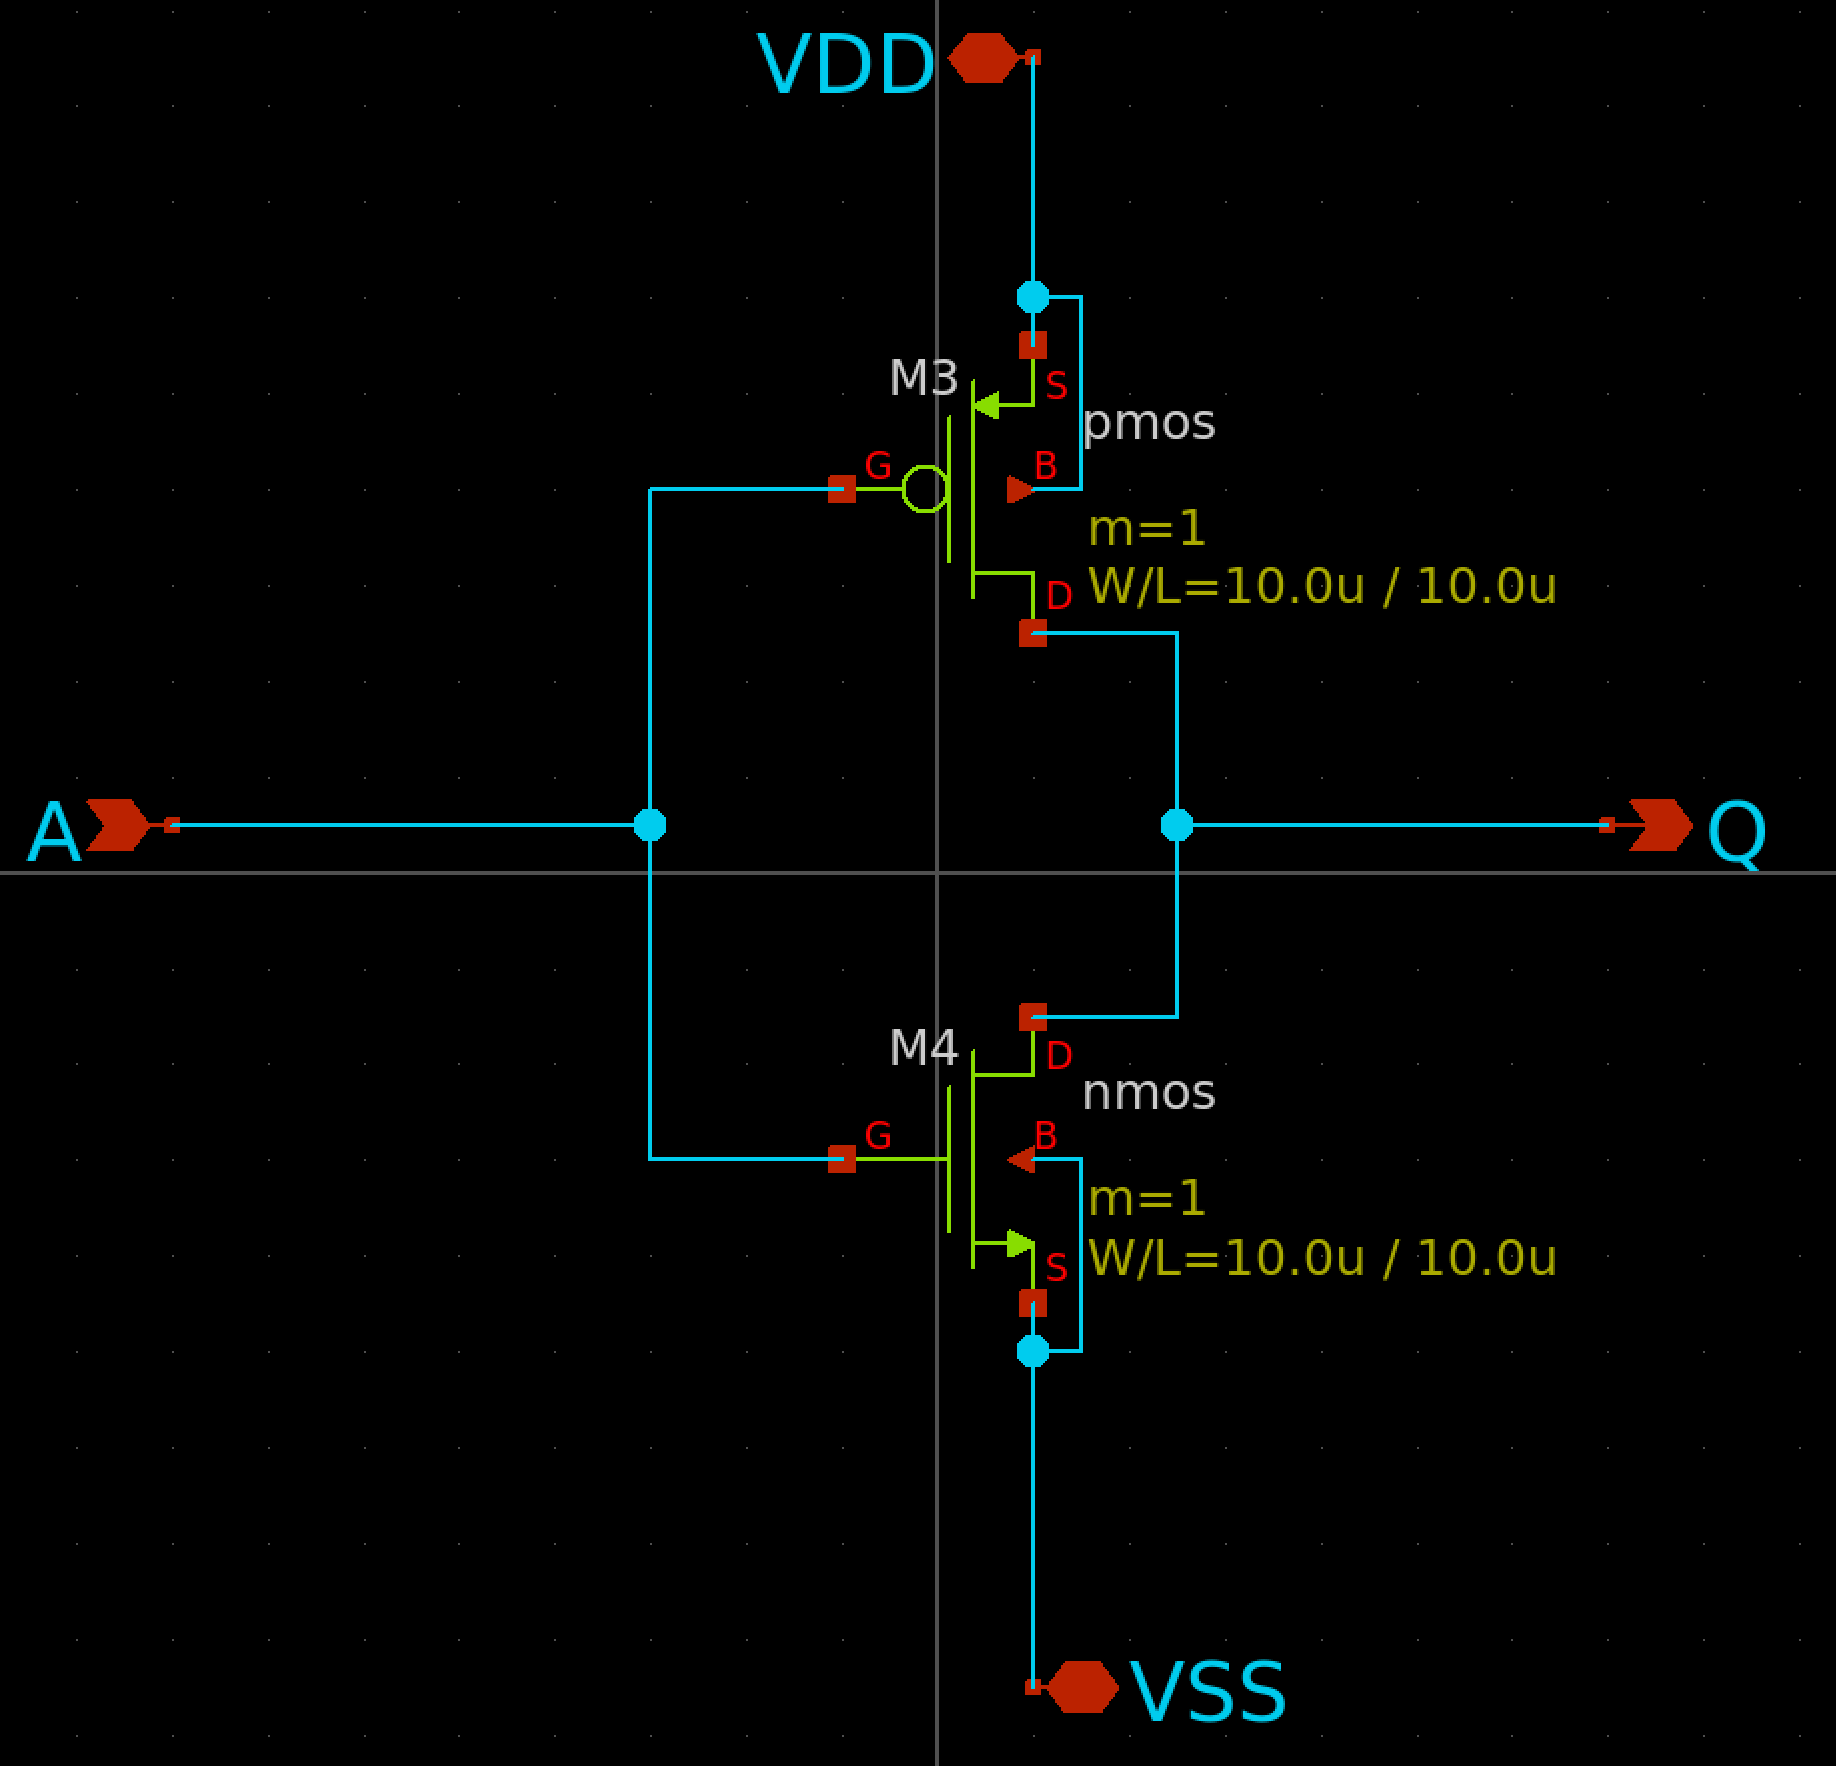 VDD
M3
S
pmos
G
B
m=1
D
W/L=10.0u / 10.0u
A
Q
M4
D
nmos
G
B
m=1
S
W/L=10.0u / 10.0u
VSS